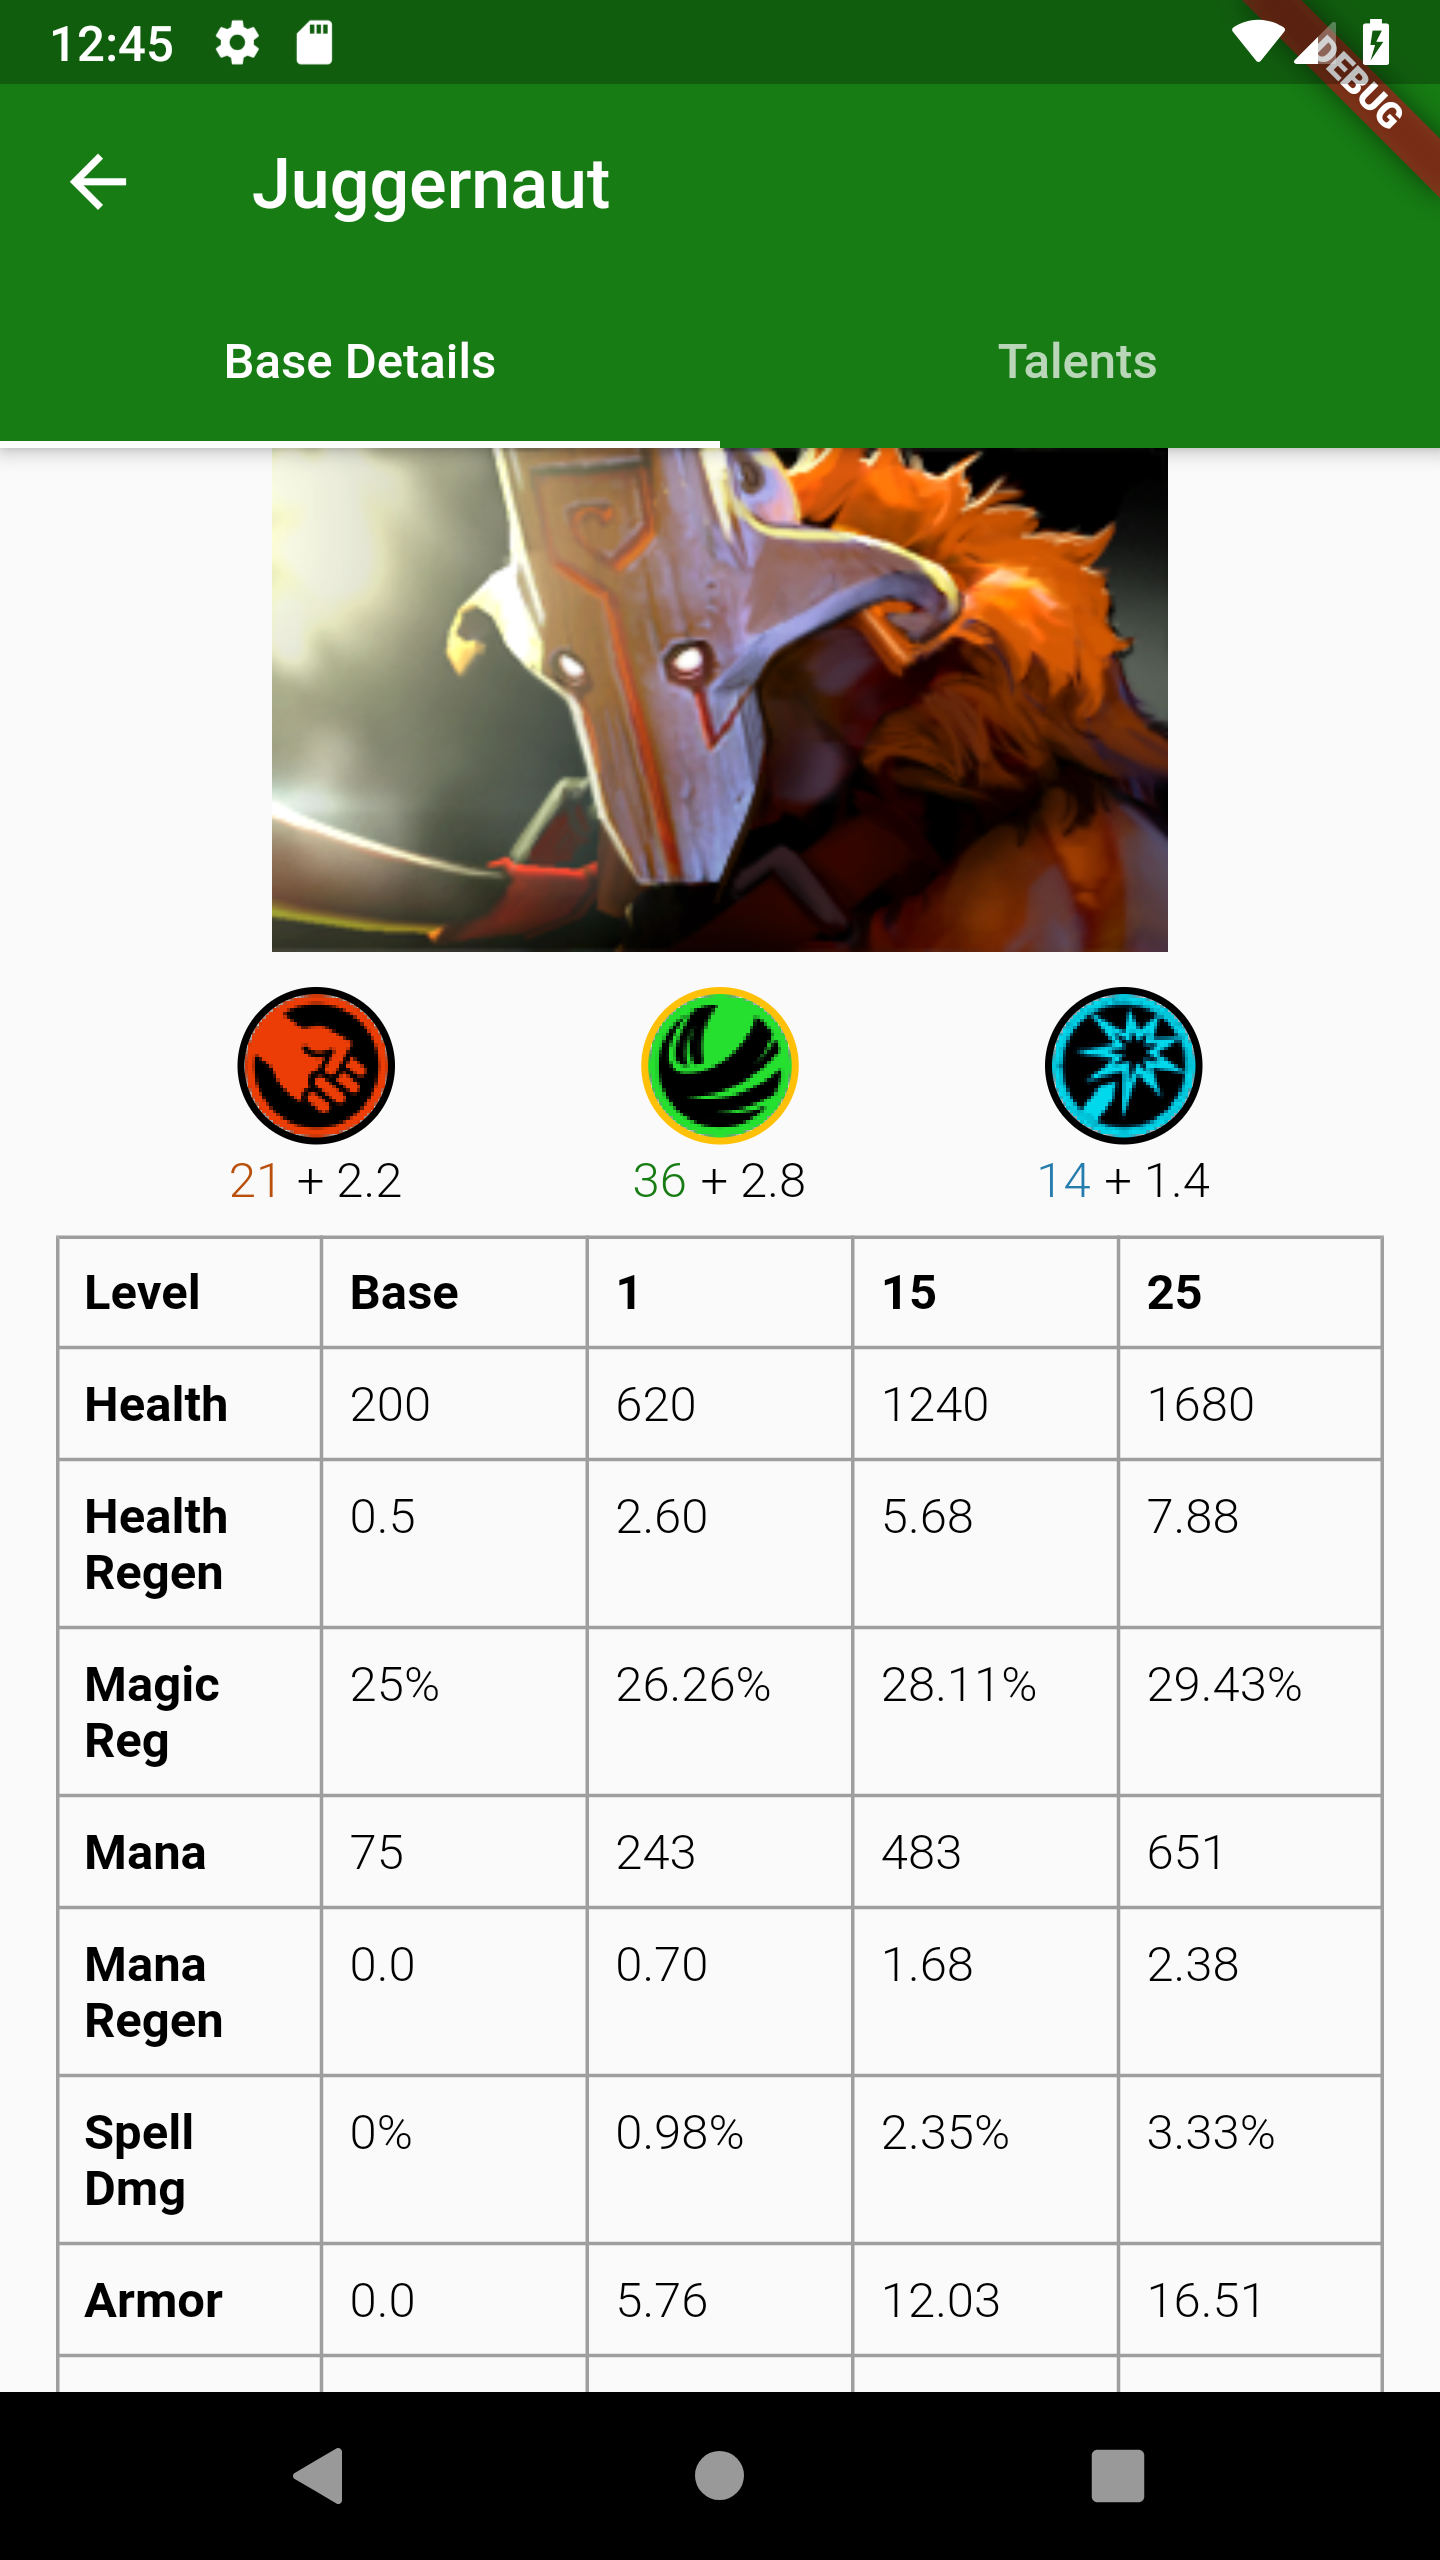 12:45
DEBUG
Juggernaut
Base Details Talents
21 + 2.2 36 + 2.8 14 + 1.4
Level Base 1 15 25
Health 200 620 1240 1680
Health 0.5 2.60 5.68 7.88
Regen
Magic 25% 26.26% 28.11% 29.43%
Reg
Mana 75 243 483 651
Mana 0.0 0.70 1.68 2.38
Regen
Spell 0% 0.98% 2.35% 3.33%
Dmg
Armor 0.0 5.76 12.03 16.51